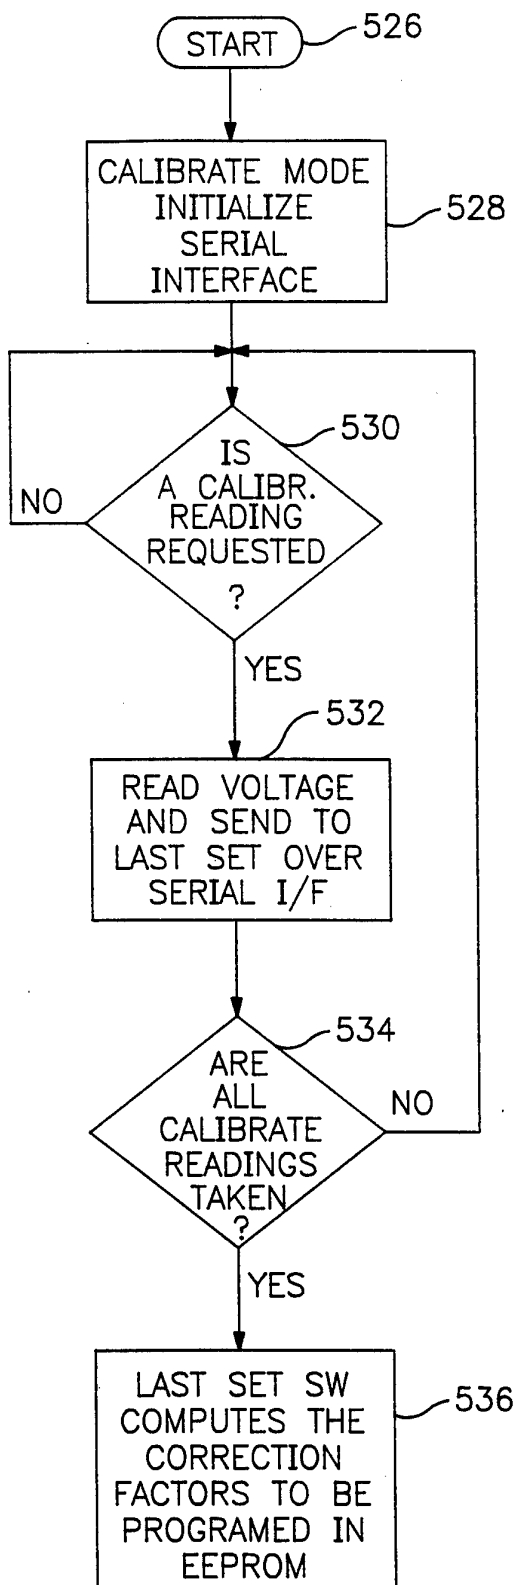 START
526
CALIBRATE MODE
INITIALIZE
SERIAL
INTERFACE
528
530
IS
A CALIBR.
READING
REQUESTED
?
NO
YES
532
READ VOLTAGE
AND SEND TO
LAST SET OVER
SERIAL I/F
534
ARE
ALL
CALIBRATE
READINGS
TAKEN
?
NO
YES
LAST SET SW
COMPUTES THE
CORRECTION
FACTORS TO BE
PROGRAMED IN
EEPROM
536